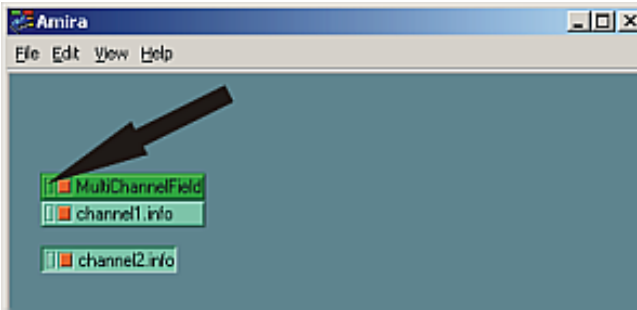 Amira
File Edit View Help
MultiChannelField
channel1.info
channel2.info